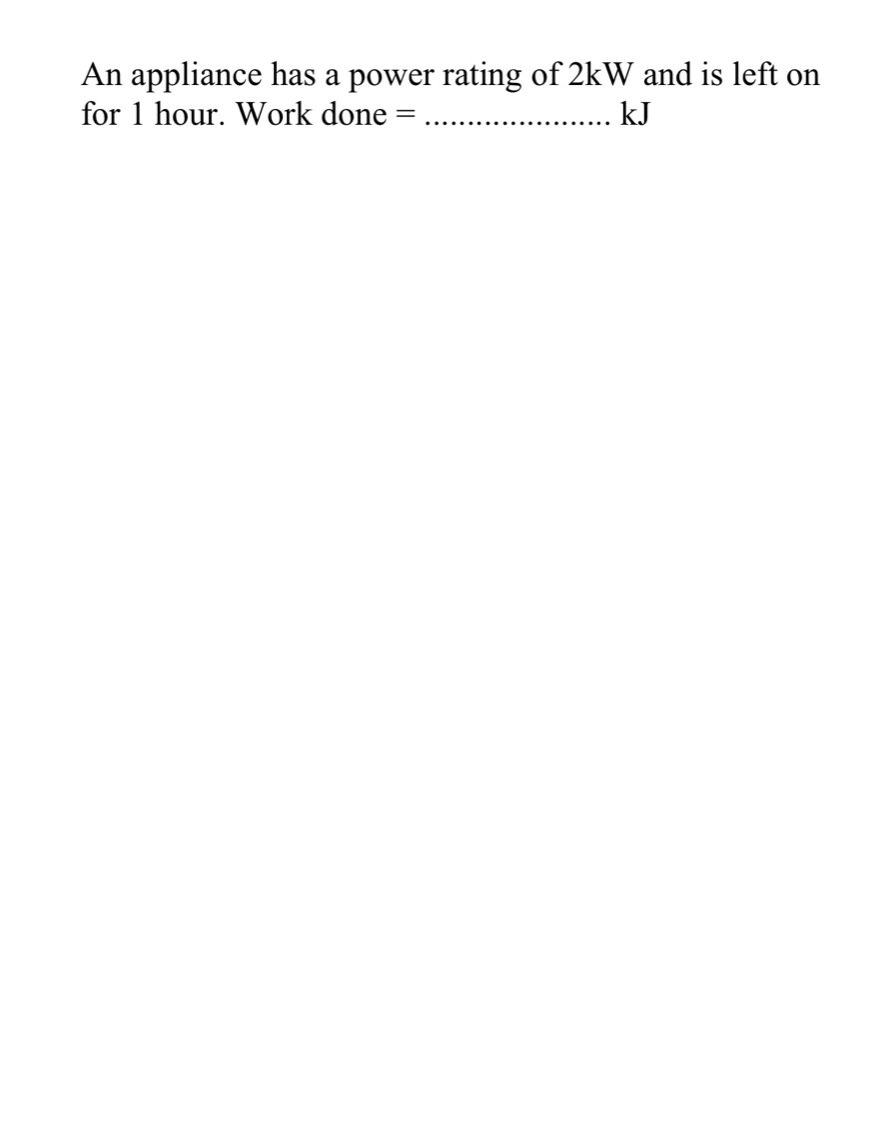 An appliance has a power rating of 2kW and is left on
for 1 hour. Work done = ...................... kJ